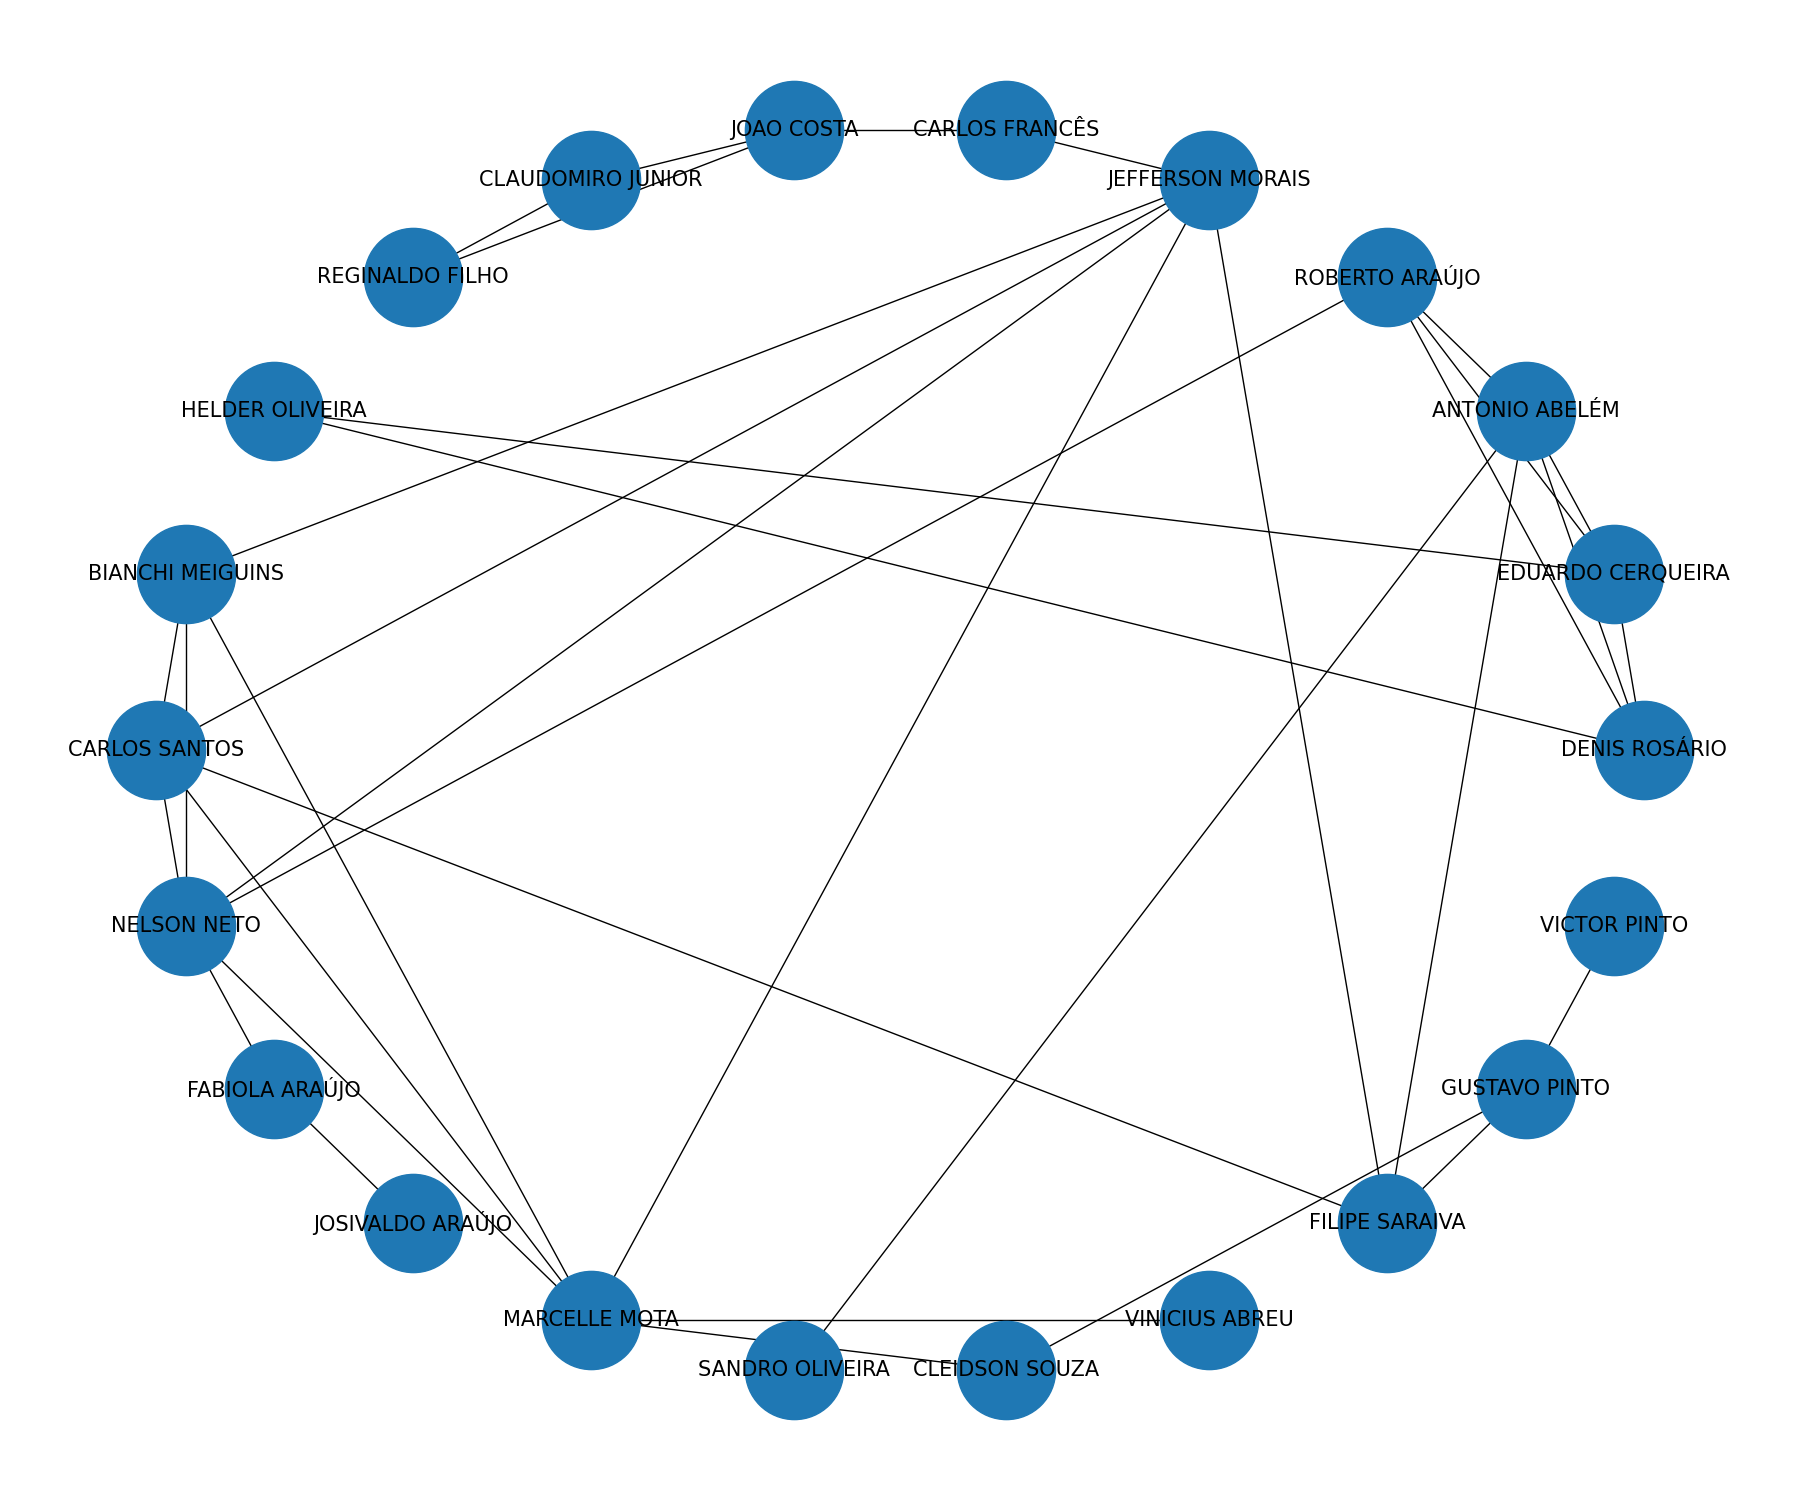 JOAO COSTA
CARLOS FRANCÊS
CLAUDOMIRO JÚNIOR
JEFFERSON MORAIS
REGINALDO FILHO
ROBERTO ARAÚJO
HELDER OLIVEIRA
ANTONIO ABELÉM
BIANCHI MEIGUINS
EDUARDO CERQUEIRA
CARLOS SANTOS
DENIS ROSÁRIO
NELSON NETO
VICTOR PINTO
FABIOLA ARAÚJO
GUSTAVO PINTO
JOSIVALDO ARAÚJO
FILIPE SARAIVA
MARCELLE MOTA
VINICIUS ABREU
SANDRO OLIVEIRA
CLEIDSON SOUZA